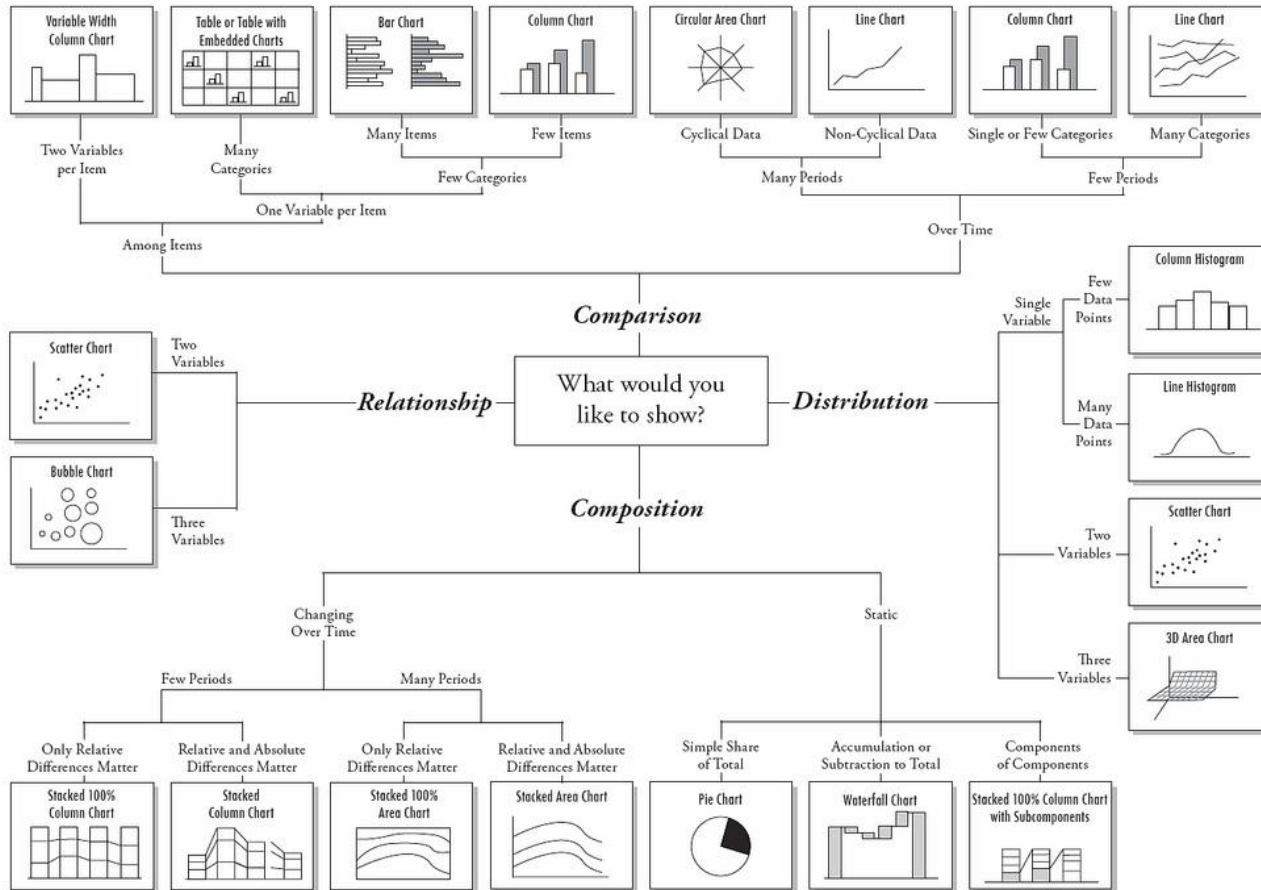 Variable Width
Column Chart
Table or Table with
Embedded Charts
Bar Chart
Column Chart
Circular Area Chart
Line Chart
Column Chart
Line Chart
Two Variables
per Item
Many
Categories
Many Items
Few Items
Cyclical Data
Non-Cyclical Data
Single or Few Categories
Many Categories
Few Categories
Many Periods
Few Periods
One Variable per Item
Among Items
Over Time
Comparison
What would you
like to show?
Relationship
Two
Variables
Scatter Chart
Three
Variables
Bubble Chart
Distribution
Single
Variable
Few
Data
Points
Column Histogram
Many
Data
Points
Line Histogram
Two
Variables
Scatter Chart
Three
Variables
3D Area Chart
Composition
Changing
Over Time
Static
Few Periods
Many Periods
Only Relative
Differences Matter
Relative and Absolute
Differences Matter
Only Relative
Differences Matter
Relative and Absolute
Differences Matter
Simple Share
of Total
Accumulation or
Subtraction to Total
Components
of Components
Stacked 100%
Column Chart
Stacked
Column Chart
Stacked 100%
Area Chart
Stacked Area Chart
Pie Chart
Waterfall Chart
Stacked 100% Column Chart
with Subcomponents